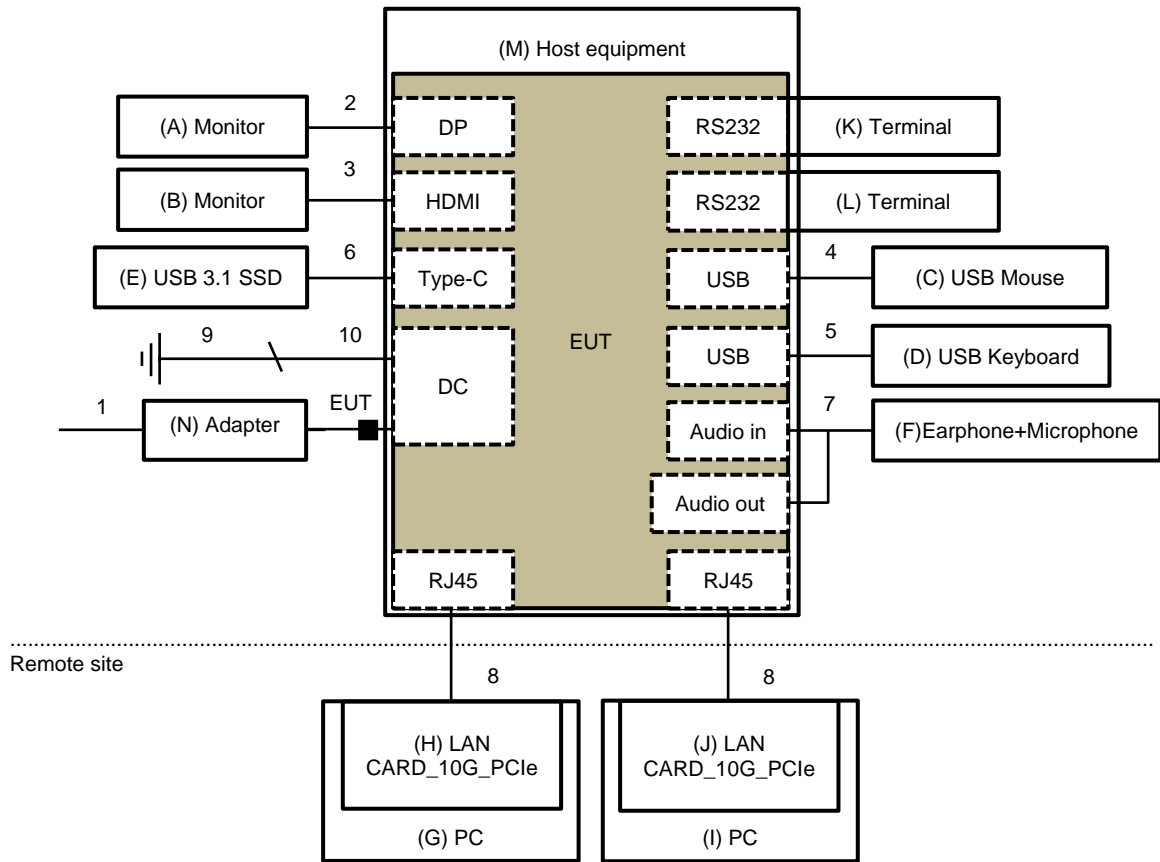 (M) Host equipment
2
(A) Monitor
DP
RS232
(K) Terminal
3
(B) Monitor
HDMI
RS232
(L) Terminal
6
4
(E) USB 3.1 SSD
Type-C
USB
(C) USB Mouse
9
10
EUT
5
USB
(D) USB Keyboard
DC
1
EUT
7
(N) Adapter
Audio in
(F)Earphone+Microphone
Audio out
RJ45
RJ45
Remote site
8
8
(H) LAN
CARD_10G_PCIe
(J) LAN
CARD_10G_PCIe
(G) PC
(I) PC